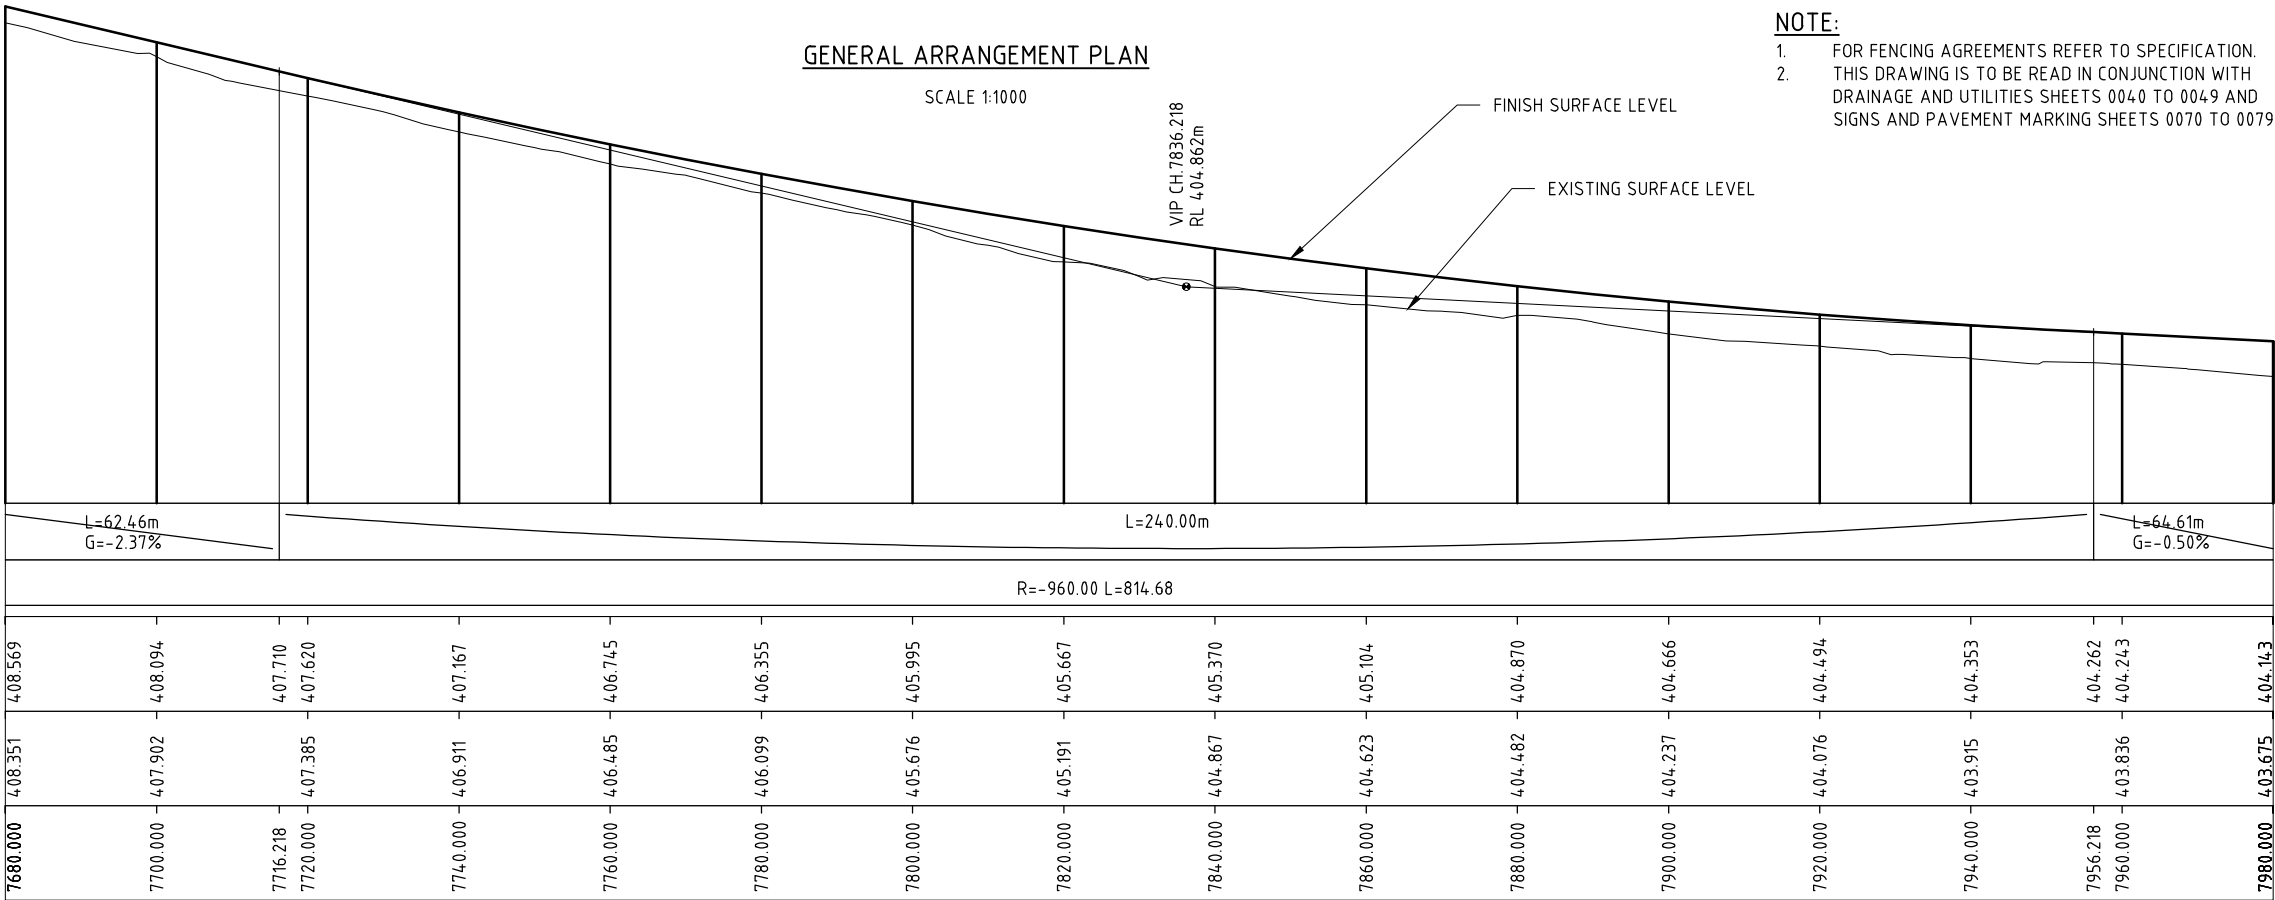 GENERAL ARRANGEMENT PLAN
SCALE 1:1000
NOTE:
1. FOR FENCING AGREEMENTS REFER TO SPECIFICATION.
2. THIS DRAWING IS TO BE READ IN CONJUNCTION WITH
DRAINAGE AND UTILITIES SHEETS 0040 TO 0049 AND
SIGNS AND PAVEMENT MARKING SHEETS 0070 TO 0079
FINISH SURFACE LEVEL
EXISTING SURFACE LEVEL
VIP CH.7836.218
RL 404.862m
L=62.46m
G=-2.37%
L=240.00m
L=64.61m
G=-0.50%
R=-960.00 L=814.68
408.569 408.094 407.710 407.620 407.167 406.745 406.355 405.995 405.667 405.370 405.104 404.870 404.666 404.494 404.353 404.262 404.243 404.143
408.351 407.902 407.385 406.911 406.485 406.099 405.676 405.191 404.867 404.623 404.482 404.237 404.076 403.915 403.836 403.675
7680.000 7700.000 7716.218 7720.000 7740.000 7760.000 7780.000 7800.000 7820.000 7840.000 7860.000 7880.000 7900.000 7920.000 7940.000 7956.218 7960.000 7980.000